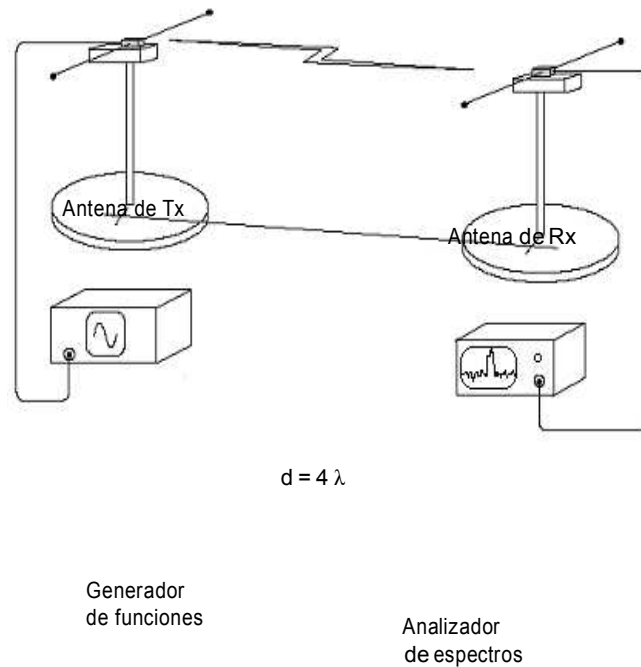 Antena de Tx
Antena de Rx
d = 4 λ
Generador
de funciones
Analizador
de espectros